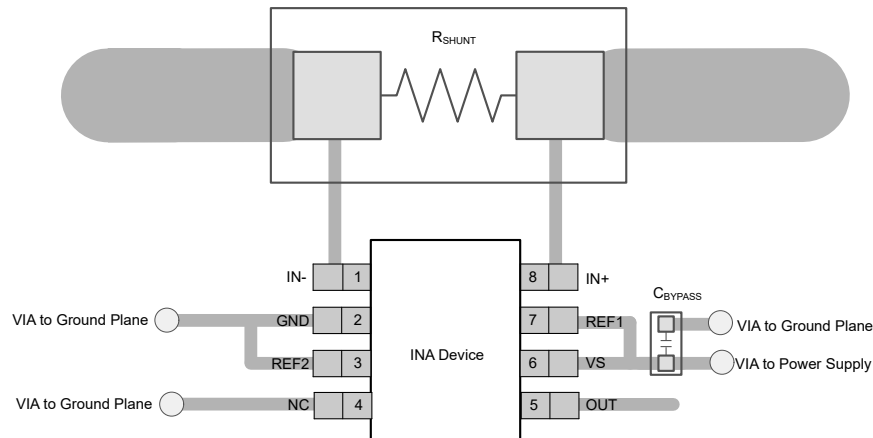 RSHUNT
IN- 1
8 IN+
CBYPASS
VIA to Ground Plane
GND 2
7 REF1
VIA to Ground Plane
INA Device
REF2 3
6 VS
VIA to Power Supply
VIA to Ground Plane
NC 4
5 OUT